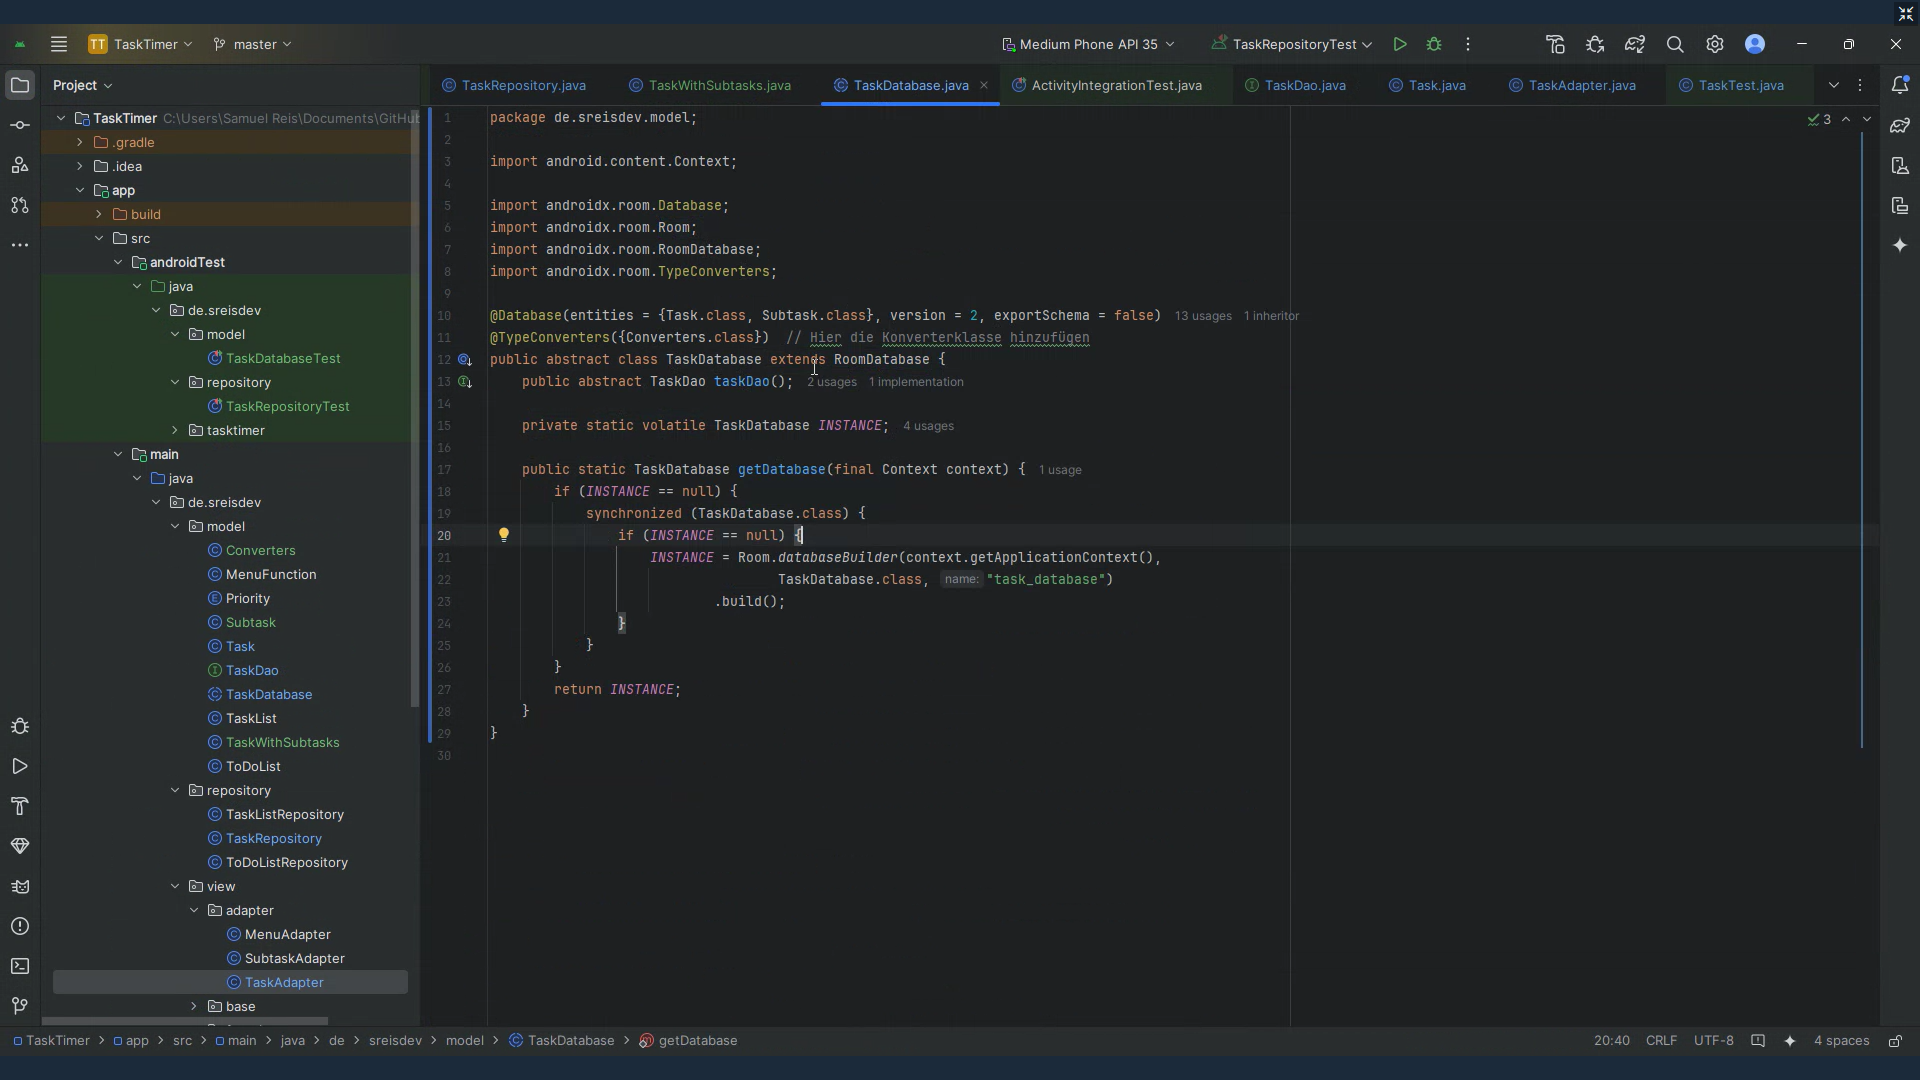 TT TaskTimer master Medium Phone API 35 TaskRepositoryTest
Project
TaskRepository.java TaskWithSubtasks.java TaskDatabase.java ActivityIntegrationTest.java TaskDao.java Task.java TaskAdapter.java TaskTest.java
TaskTimer C:\Users\Samuel Reis\Documents\GitHub
.gradle
.idea
app
build
src
androidTest
java
de.sreisdev
model
TaskDatabaseTest
repository
TaskRepositoryTest
tasktimer
main
java
de.sreisdev
model
Converters
MenuFunction
Priority
Subtask
Task
TaskDao
TaskDatabase
TaskList
TaskWithSubtasks
ToDoList
repository
TaskListRepository
TaskRepository
ToDoListRepository
view
adapter
MenuAdapter
SubtaskAdapter
TaskAdapter
base
3
1 package de.sreisdev.model;
2
3 import android.content.Context;
4
5 import androidx.room.Database;
6 import androidx.room.Room;
7 import androidx.room.RoomDatabase;
8 import androidx.room.TypeConverters;
9
10 @Database(entities = {Task.class, Subtask.class}, version = 2, exportSchema = false) 13 usages 1 inheritor
11 @TypeConverters({Converters.class}) // Hier die Konverterklasse hinzufügen
12 public abstract class TaskDatabase extends RoomDatabase {
13 public abstract TaskDao taskDao(); 2 usages 1 implementation
14
15 private static volatile TaskDatabase INSTANCE; 4 usages
16
17 public static TaskDatabase getDatabase(final Context context) { 1 usage
18 if (INSTANCE == null) {
19 synchronized (TaskDatabase.class) {
20 if (INSTANCE == null) {
21 INSTANCE = Room.databaseBuilder(context.getApplicationContext(),
22 TaskDatabase.class, name: "task_database")
23 .build();
24 }
25 }
26 }
27 return INSTANCE;
28 }
29 }
30
TaskTimer > app > src > main > java > de > sreisdev > model > TaskDatabase > getDatabase 20:40 CRLF UTF-8 4 spaces